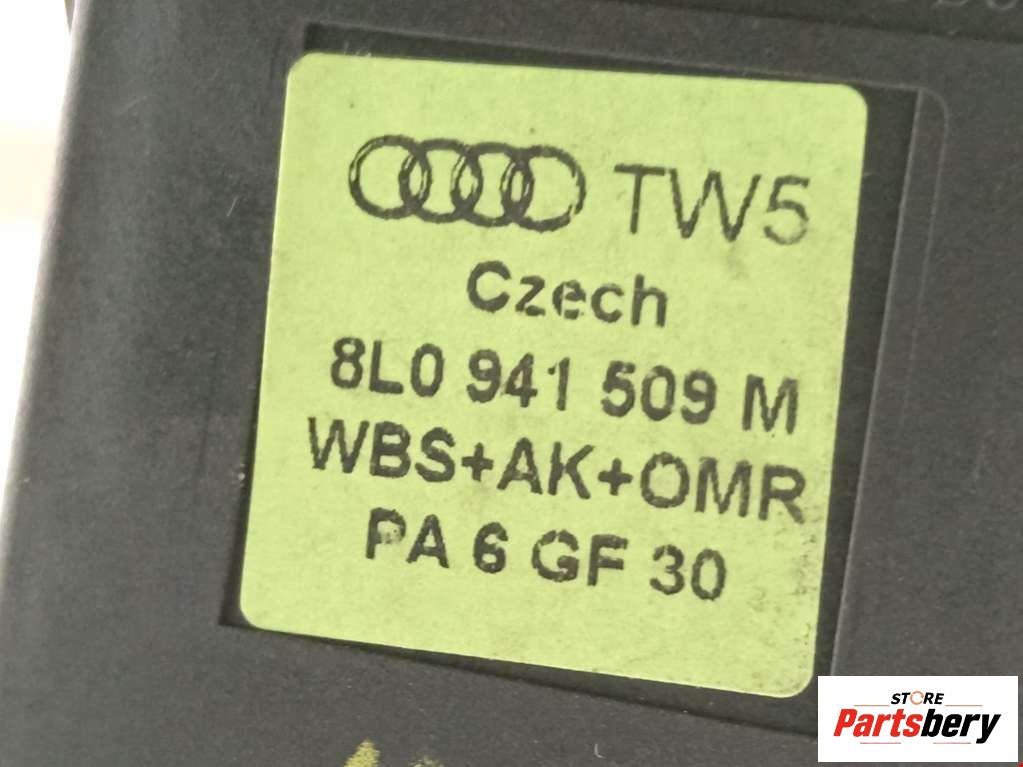 TW5
Czech
8L0 941 509 M
WBS+AK+OMR
PA 6 GF 30
STORE
Partsbery